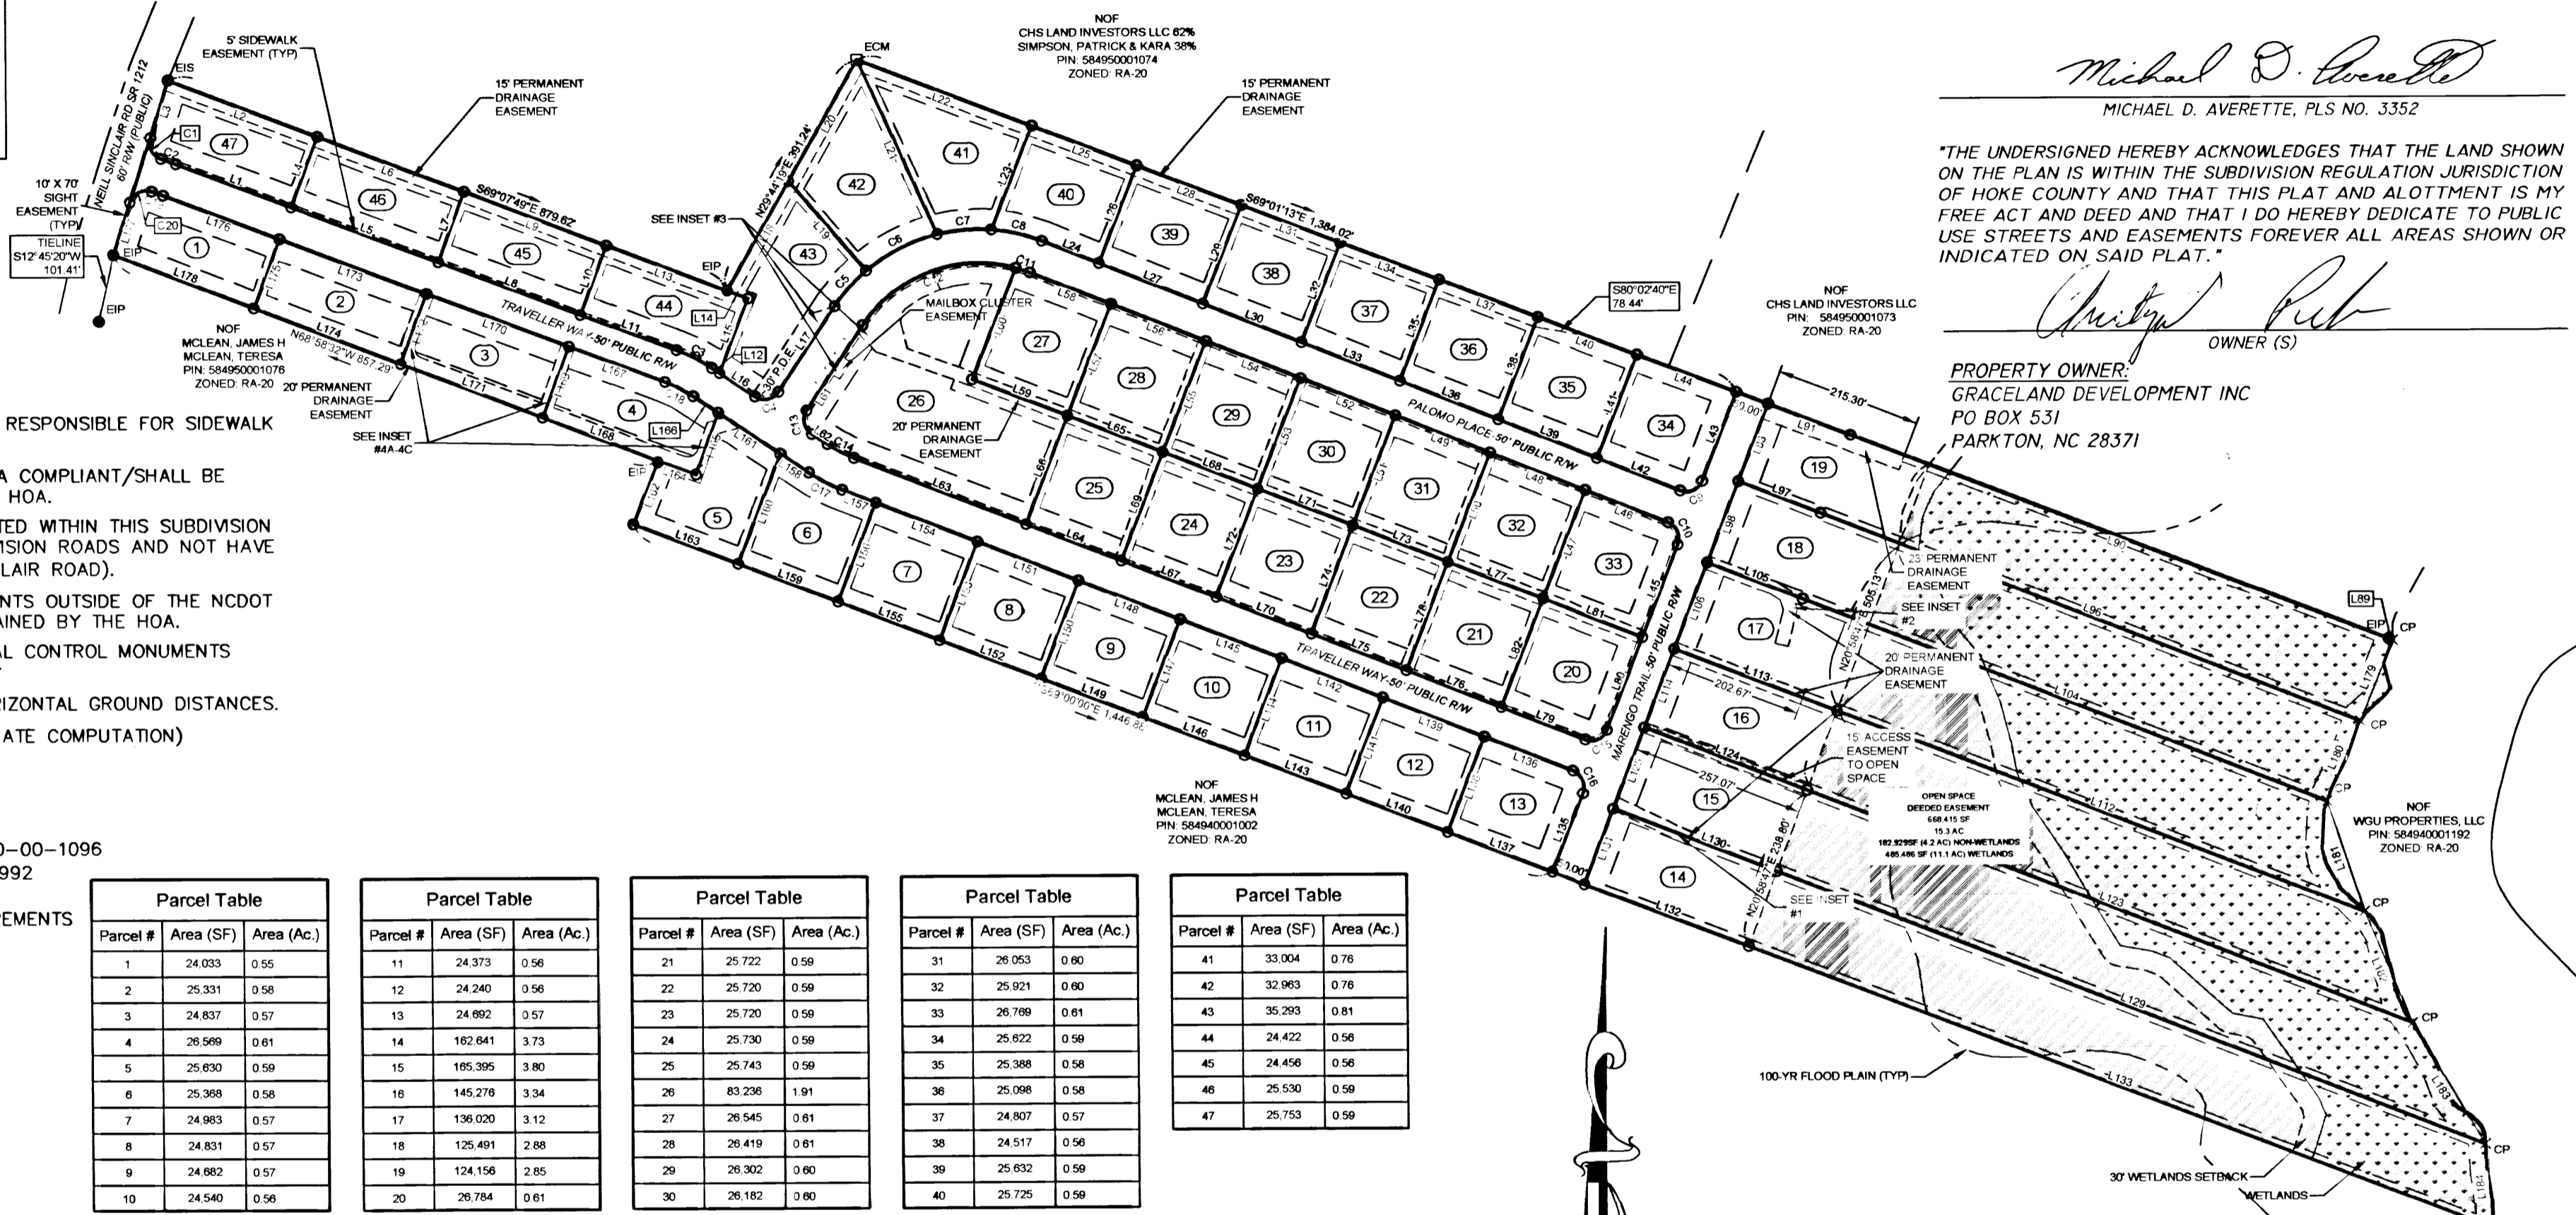 NOF
CHS LAND INVESTORS LLC 62%
SIMPSON, PATRICK & KARA 38%
PIN: 584950001074
ZONED: RA-20
5' SIDEWALK
EASEMENT (TYP)
15' PERMANENT
DRAINAGE
EASEMENT
15' PERMANENT
DRAINAGE
EASEMENT
ECM
EIS
NEILL SINCLAIR RD SR 1212
60' R/W (PUBLIC)
10' X 70'
SIGHT
EASEMENT
(TYP)
TIELINE
S12°45'20"W
101.41'
EIP
EIP
S69°07'49"E 879.62'
N29°44'19"E 391.24'
S69°01'13"E 1,384.02'
S80°02'40"E
78.44'
SEE INSET #3
EIP
TRAVELLER WAY-50' PUBLIC R/W
30' P.D.E.
MAILBOX CLUSTER
EASEMENT
NOF
MCLEAN, JAMES H
MCLEAN, TERESA
PIN: 584950001076
ZONED: RA-20
N68°58'32"W 857.29'
20' PERMANENT
DRAINAGE
EASEMENT
SEE INSET
#4A-4C
EIP
20' PERMANENT
DRAINAGE
EASEMENT
PALOMO PLACE-50' PUBLIC R/W
TRAVELLER WAY-50' PUBLIC R/W
MARENGO TRAIL-50' PUBLIC R/W
S69°00'00"E 1,446.88'
NOF
MCLEAN, JAMES H
MCLEAN, TERESA
PIN: 584940001002
ZONED: RA-20
Michael D. Averette
MICHAEL D. AVERETTE, PLS NO. 3352
"THE UNDERSIGNED HEREBY ACKNOWLEDGES THAT THE LAND SHOWN
ON THE PLAN IS WITHIN THE SUBDIVISION REGULATION JURISDICTION
OF HOKE COUNTY AND THAT THIS PLAT AND ALOTTMENT IS MY
FREE ACT AND DEED AND THAT I DO HEREBY DEDICATE TO PUBLIC
USE STREETS AND EASEMENTS FOREVER ALL AREAS SHOWN OR
INDICATED ON SAID PLAT."
OWNER (S)
PROPERTY OWNER:
GRACELAND DEVELOPMENT INC
PO BOX 531
PARKTON, NC 28371
NOF
CHS LAND INVESTORS LLC
PIN: 584950001073
ZONED: RA-20
215.30'
23' PERMANENT
DRAINAGE
EASEMENT
SEE INSET
#2
N20°58'47"E 505.13'
20' PERMANENT
DRAINAGE
EASEMENT
202.67'
15' ACCESS
EASEMENT
TO OPEN
SPACE
257.07'
OPEN SPACE
DEEDED EASEMENT
668,415 SF
15.3 AC
182,929SF (4.2 AC) NON-WETLANDS
485,486 SF (11.1 AC) WETLANDS
N20°58'47"E 238.80'
SEE INSET
#1
EIP
CP
CP
CP
CP
CP
CP
NOF
WGU PROPERTIES, LLC
PIN: 584940001192
ZONED: RA-20
100-YR FLOOD PLAIN (TYP)
30' WETLANDS SETBACK
WETLANDS
RESPONSIBLE FOR SIDEWALK
A COMPLIANT/SHALL BE
HOA.
TED WITHIN THIS SUBDIVISION
ISION ROADS AND NOT HAVE
LAIR ROAD).
NTS OUTSIDE OF THE NCDOT
AINED BY THE HOA.
AL CONTROL MONUMENTS
RIZONTAL GROUND DISTANCES.
ATE COMPUTATION)
0-00-1096
992
PEMENTS
Parcel Table
Parcel # Area (SF) Area (Ac.)
1 24,033 0.55
2 25,331 0.58
3 24,837 0.57
4 26,569 0.61
5 25,630 0.59
6 25,368 0.58
7 24,983 0.57
8 24,831 0.57
9 24,682 0.57
10 24,540 0.56
Parcel Table
Parcel # Area (SF) Area (Ac.)
11 24,373 0.56
12 24,240 0.56
13 24,692 0.57
14 162,641 3.73
15 165,395 3.80
16 145,276 3.34
17 136,020 3.12
18 125,491 2.88
19 124,156 2.85
20 26,784 0.61
Parcel Table
Parcel # Area (SF) Area (Ac.)
21 25,722 0.59
22 25,720 0.59
23 25,720 0.59
24 25,730 0.59
25 25,743 0.59
26 83,236 1.91
27 26,545 0.61
28 26,419 0.61
29 26,302 0.60
30 26,182 0.60
Parcel Table
Parcel # Area (SF) Area (Ac.)
31 26,053 0.60
32 25,921 0.60
33 26,769 0.61
34 25,622 0.59
35 25,388 0.58
36 25,098 0.58
37 24,807 0.57
38 24,517 0.56
39 25,632 0.59
40 25,725 0.59
Parcel Table
Parcel # Area (SF) Area (Ac.)
41 33,004 0.76
42 32,963 0.76
43 35,293 0.81
44 24,422 0.56
45 24,456 0.56
46 25,530 0.59
47 25,753 0.59